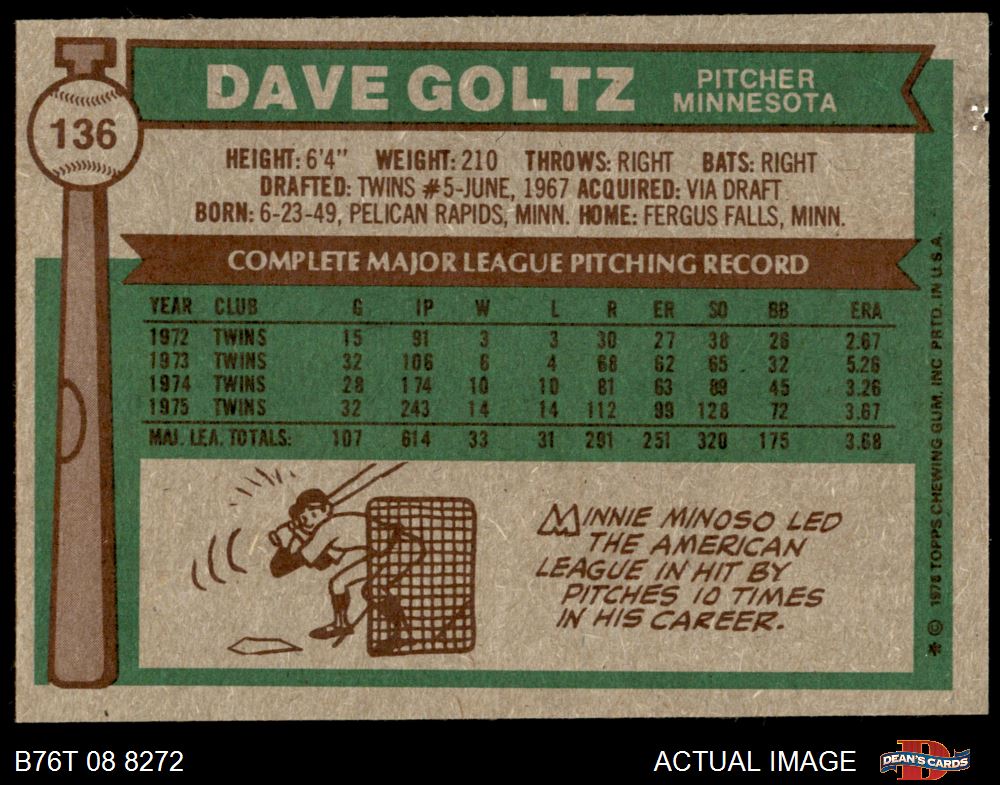 136
DAVE GOLTZ
PITCHER
MINNESOTA
HEIGHT: 6'4" WEIGHT: 210 THROWS: RIGHT BATS: RIGHT
DRAFTED: TWINS #5-JUNE, 1967 ACQUIRED: VIA DRAFT
BORN: 6-23-49, PELICAN RAPIDS, MINN. HOME: FERGUS FALLS, MINN.
COMPLETE MAJOR LEAGUE PITCHING RECORD
YEAR CLUB G IP W L R ER SO BB ERA
1972 TWINS 15 91 3 3 30 27 38 26 2.67
1973 TWINS 32 106 6 4 68 62 65 32 5.26
1974 TWINS 28 174 10 10 81 63 89 45 3.26
1975 TWINS 32 243 14 14 112 99 128 72 3.67
MAJ. LEA. TOTALS: 107 614 33 31 291 251 320 175 3.68
MINNIE MINOSO LED
THE AMERICAN
LEAGUE IN HIT BY
PITCHES 10 TIMES
IN HIS CAREER.
* © 1976 TOPPS CHEWING GUM, INC PRTD. IN U.S.A.
B76T 08 8272
ACTUAL IMAGE
D
DEAN'S CARDS